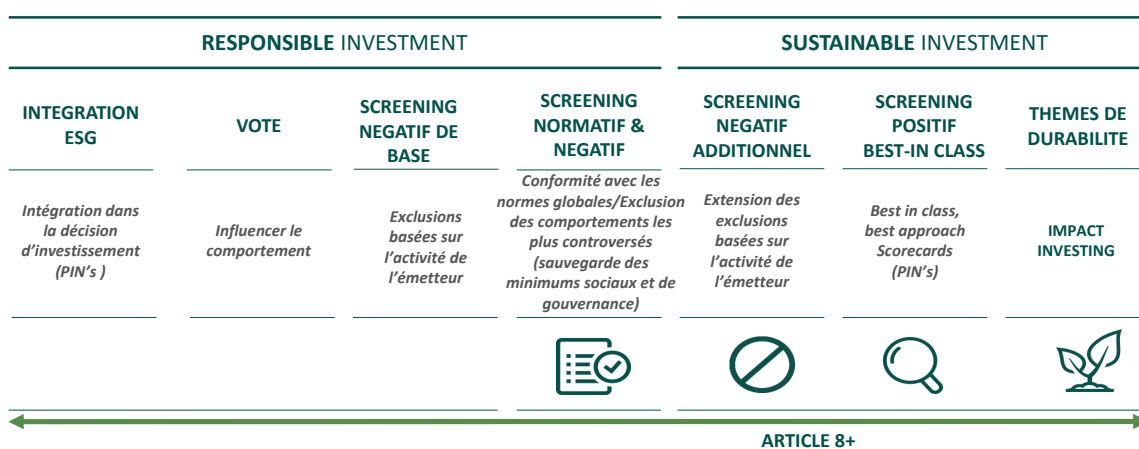 RESPONSIBLE INVESTMENT
SUSTAINABLE INVESTMENT
INTEGRATION
ESG
VOTE
SCREENING
NEGATIF DE
BASE
SCREENING
NORMATIF &
NEGATIF
SCREENING
NEGATIF
ADDITIONNEL
SCREENING
POSITIF
BEST-IN CLASS
THEMES DE
DURABILITE
Intégration dans
la décision
d’investissement
(PIN’s )
Influencer le
comportement
Exclusions
basées sur
l’activité de
l’émetteur
Conformité avec les
normes globales/Exclusion
des comportements les
plus controversés
(sauvegarde des
minimums sociaux et de
gouvernance)
Extension des
exclusions
basées sur
l’activité de
l’émetteur
Best in class,
best approach
Scorecards
(PIN’s)
IMPACT
INVESTING
ARTICLE 8+